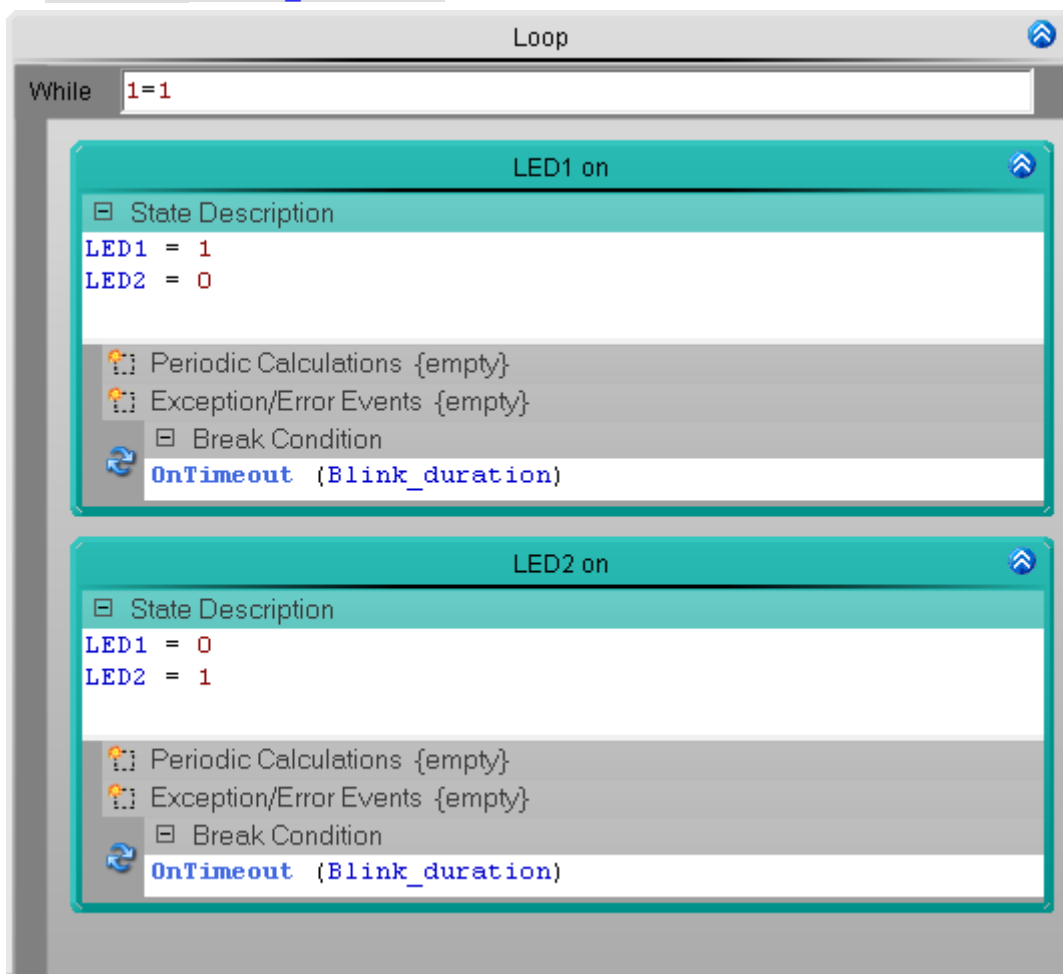 Loop
While 1=1
LED1 on
State Description
LED1 = 1
LED2 = 0
Periodic Calculations {empty}
Exception/Error Events {empty}
Break Condition
OnTimeout (Blink_duration)
LED2 on
State Description
LED1 = 0
LED2 = 1
Periodic Calculations {empty}
Exception/Error Events {empty}
Break Condition
OnTimeout (Blink_duration)